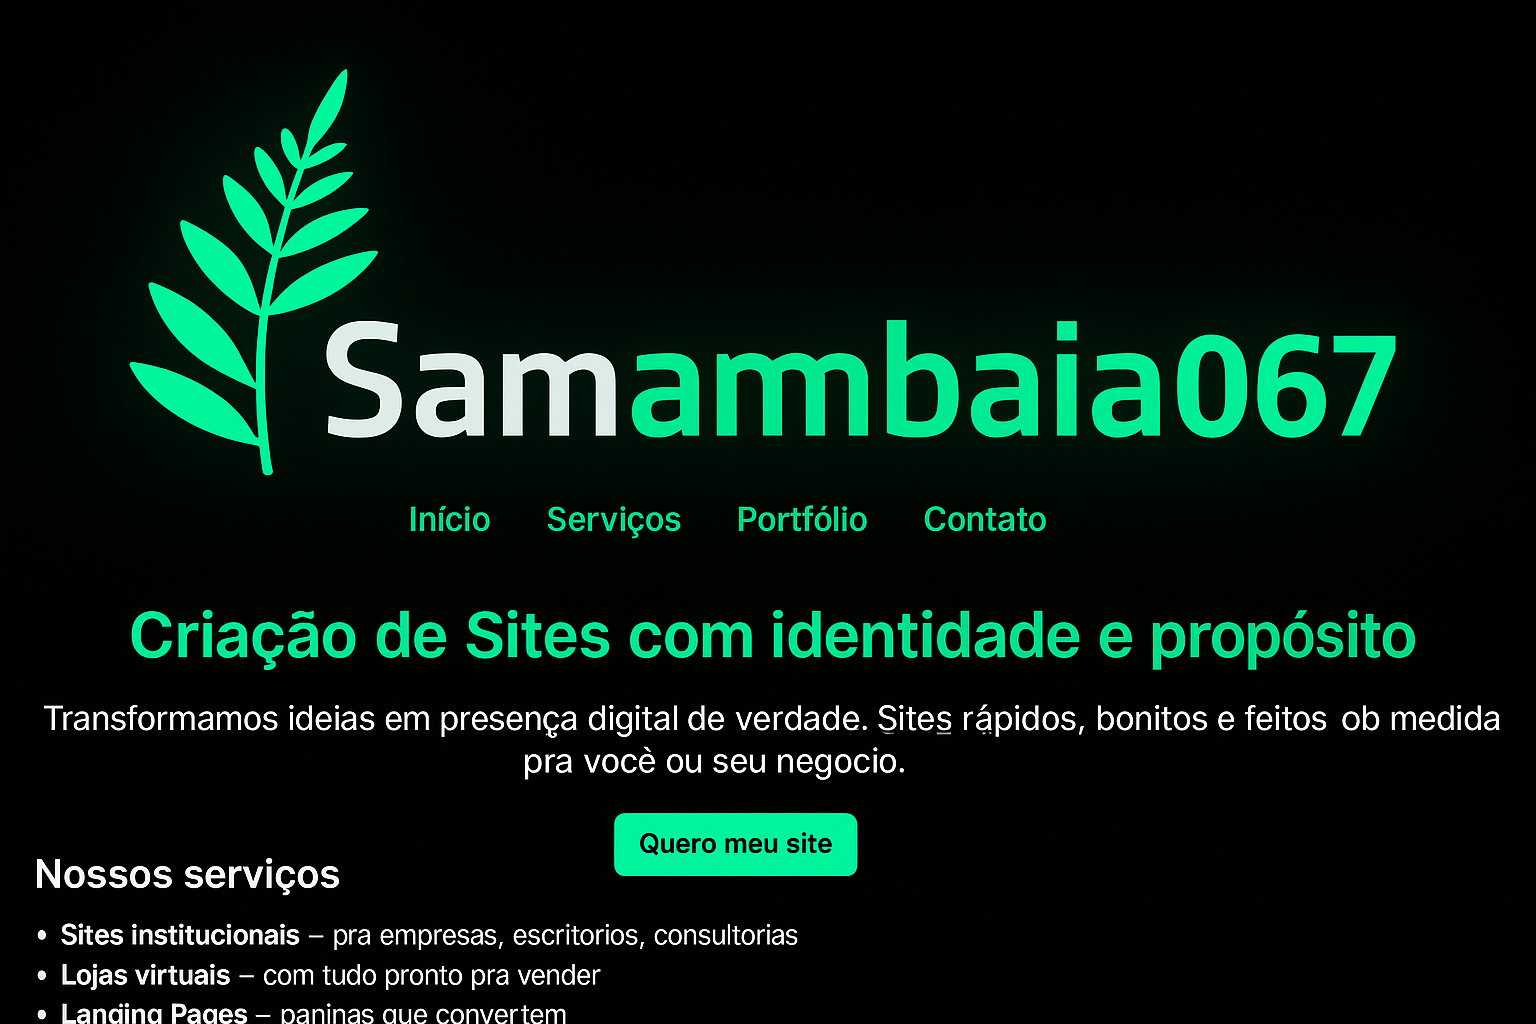 Samambaia067
Início Serviços Portfólio Contato
Criação de Sites com identidade e propósito
Transformamos ideias em presença digital de verdade. Sites rápidos, bonitos e feitos ob medida
pra vocè ou seu negocio.
Quero meu site
Nossos serviços
• Sites institucionais – pra empresas, escritorios, consultorias
• Lojas virtuais – com tudo pronto pra vender
• Landing Pages – paninas que convertem